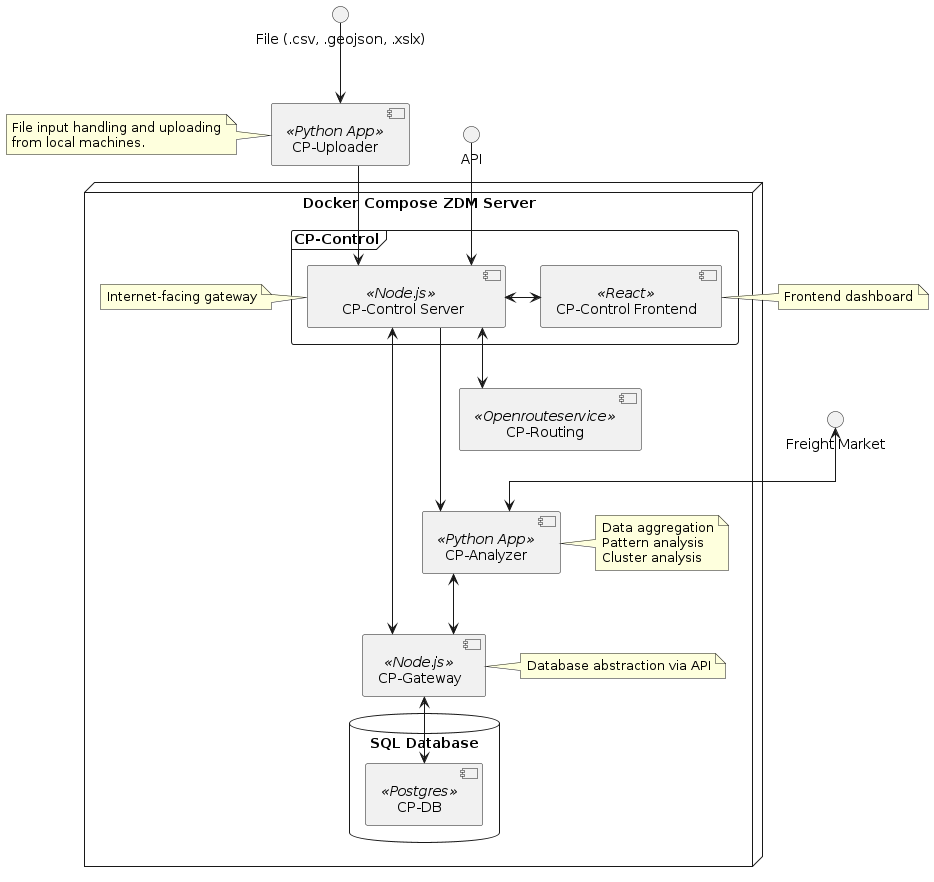 File (.csv, .geojson, .xslx)
File input handling and uploading
from local machines.
«Python App»
CP-Uploader
API
Docker Compose ZDM Server
CP-Control
Internet-facing gateway
«Node.js»
CP-Control Server
«React»
CP-Control Frontend
Frontend dashboard
«Openrouteservice»
CP-Routing
Freight Market
«Python App»
CP-Analyzer
Data aggregation
Pattern analysis
Cluster analysis
«Node.js»
CP-Gateway
Database abstraction via API
SQL Database
«Postgres»
CP-DB